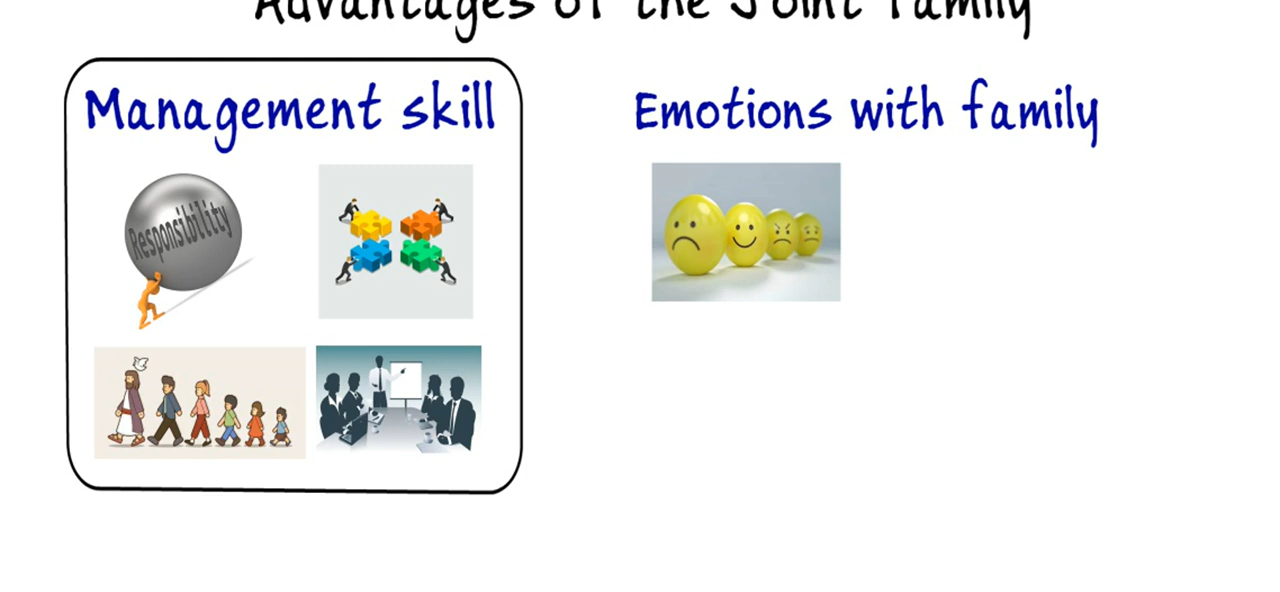 Advantages of the Joint Family
Management skill
Emotions with family
Responsibility